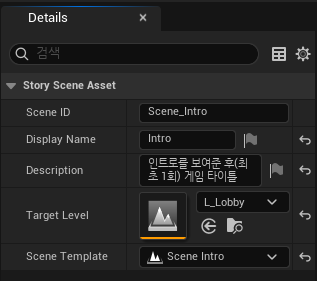 Details
검색
Story Scene Asset
Scene ID
Scene_Intro
Display Name
Intro
Description
인트로를 보여준 후(최
초 1회) 게임 타이틀
Target Level
L_Lobby
Scene Template
Scene Intro